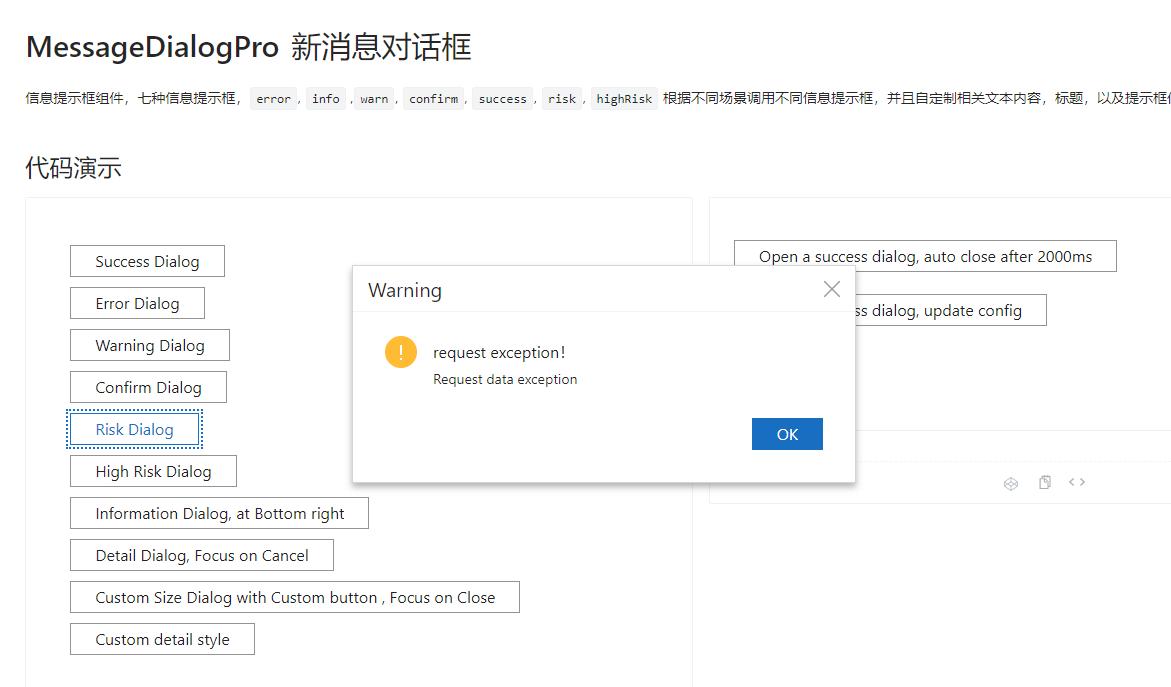 MessageDialogPro 新消息对话框
信息提示框组件，七种信息提示框， error , info , warn , confirm , success , risk , highRisk 根据不同场景调用不同信息提示框，并且自定制相关文本内容，标题，以及提示框
代码演示
Success Dialog
Error Dialog
Warning Dialog
Confirm Dialog
Risk Dialog
High Risk Dialog
Information Dialog, at Bottom right
Detail Dialog, Focus on Cancel
Custom Size Dialog with Custom button , Focus on Close
Custom detail style
Warning
request exception!
Request data exception
OK
Open a success dialog, auto close after 2000ms
ss dialog, update config